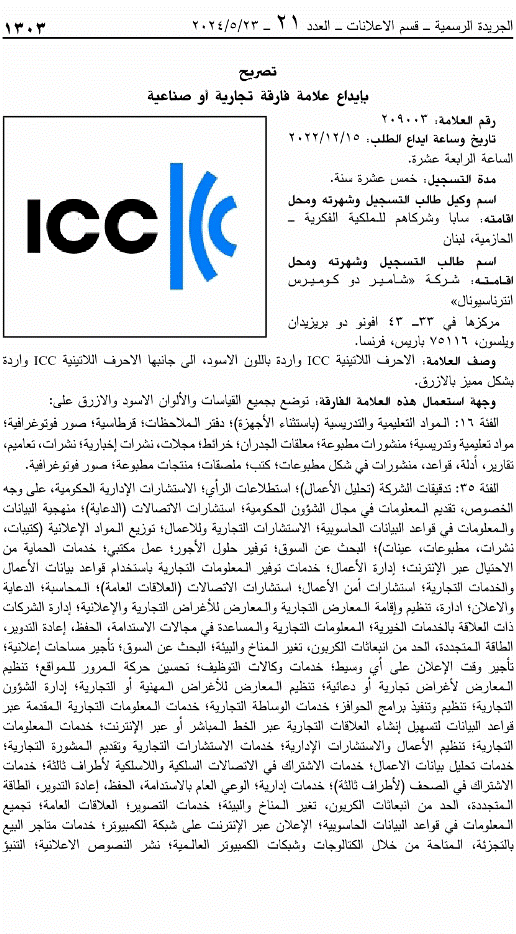 الجريدة الرسمية ــ قسم الاعلانات ــ العدد ٢١ ــ ٢٠٢٤/٥/٢٣
١٣٠٣
تصريح
بإيداع علامة فارقة تجارية أو صناعية
رقم العلامة: ٢٠٩٠٠٣
تاريخ وساعة ايداع الطلب: ٢٠٢٢/١٢/١٥
الساعة الرابعة عشرة.
مدة التسجيل: خمس عشرة سنة.
اسم وكيل طالب التسجيل وشهرته ومحل
اقامته: سابا وشركاهم للملكية الفكرية ــ
الحازمية، لبنان
اسم طالب التسجيل وشهرته ومحل
اقامته: شركة «شامبر دو كوميرس
انترناسيونال»
مركزها في ٣٣ــ ٤٣ افونو دو بريزيدان
ويلسون، ٧٥١١٦ باريس، فرنسا.
ICC
وصف العلامة: الاحرف اللاتينية ICC واردة باللون الاسود، الى جانبها الاحرف اللاتينية ICC واردة
بشكل مميز بالازرق.
وجهة استعمال هذه العلامة الفارقة: توضع بجميع القياسات والألوان الاسود والازرق على:
الفئة ١٦: المواد التعليمية والتدريسية (باستثناء الأجهزة)؛ دفتر الملاحظات؛ قرطاسية؛ صور فوتوغرافية؛
مواد تعليمية وتدريسية؛ منشورات مطبوعة؛ معلقات الجدران؛ خرائط؛ مجلات، نشرات إخبارية؛ نشرات، تعاميم،
تقارير، أدلة، قواعد، منشورات في شكل مطبوعات؛ كتب؛ ملصقات؛ منتجات مطبوعة؛ صور فوتوغرافية.
الفئة ٣٥: تدقيقات الشركة (تحليل الأعمال)؛ استطلاعات الرأي؛ الاستشارات الإدارية الحكومية، على وجه
الخصوص، تقديم المعلومات في مجال الشؤون الحكومية؛ استشارات الاتصالات (الدعاية)؛ منهجية البيانات
والمعلومات في قواعد البيانات الحاسوبية؛ الاستشارات التجارية وللاعمال؛ توزيع المواد الإعلانية (كتيبات،
نشرات، مطبوعات، عينات)؛ البحث عن السوق؛ توفير حلول الأجور؛ عمل مكتبي؛ خدمات الحماية من
الاحتيال عبر الإنترنت؛ إدارة الأعمال؛ خدمات توفير المعلومات التجارية باستخدام قواعد بيانات الأعمال
والخدمات التجارية؛ استشارات أمن الأعمال؛ استشارات الاتصالات (العلاقات العامة)؛ المحاسبة؛ الدعاية
والاعلان؛ ادارة، تنظيم وإقامة المعارض التجارية والمعارض للأغراض التجارية والإعلانية؛ إدارة الشركات
ذات العلاقة بالخدمات الخيرية؛ المعلومات التجارية والمساعدة في مجالات الاستدامة، الحفظ، إعادة التدوير،
الطاقة المتجددة، الحد من انبعاثات الكربون، تغير المناخ والبيئة؛ البحث عن السوق؛ تأجير مساحات إعلانية؛
تأجير وقت الإعلان على أي وسيط؛ خدمات وكالات التوظيف؛ تحسين حركة المرور للمواقع؛ تنظيم
المعارض لأغراض تجارية أو دعائية؛ تنظيم المعارض للأغراض المهنية أو التجارية؛ إدارة الشؤون
التجارية؛ تنظيم وتنفيذ برامج الحوافز؛ خدمات الوساطة التجارية؛ خدمات المعلومات التجارية المقدمة عبر
قواعد البيانات لتسهيل إنشاء العلاقات التجارية عبر الخط المباشر أو عبر الإنترنت؛ خدمات المعلومات
التجارية؛ تنظيم الأعمال والاستشارات الإدارية؛ خدمات الاستشارات التجارية وتقديم المشورة التجارية؛
خدمات تحليل بيانات الاعمال؛ خدمات الاشتراك في الاتصالات السلكية واللاسلكية لأطراف ثالثة؛ خدمات
الاشتراك في الصحف (لأطراف ثالثة)؛ خدمات إدارية؛ الوعي العام بالاستدامة، الحفظ، إعادة التدوير، الطاقة
المتجددة، الحد من انبعاثات الكربون، تغير المناخ والبيئة؛ خدمات التصوير؛ العلاقات العامة؛ تجميع
المعلومات في قواعد البيانات الحاسوبية؛ الإعلان عبر الإنترنت على شبكة الكمبيوتر؛ خدمات متاجر البيع
بالتجزئة، المتاحة من خلال الكتالوجات وشبكات الكمبيوتر العالمية؛ نشر النصوص الاعلانية؛ التنبؤ